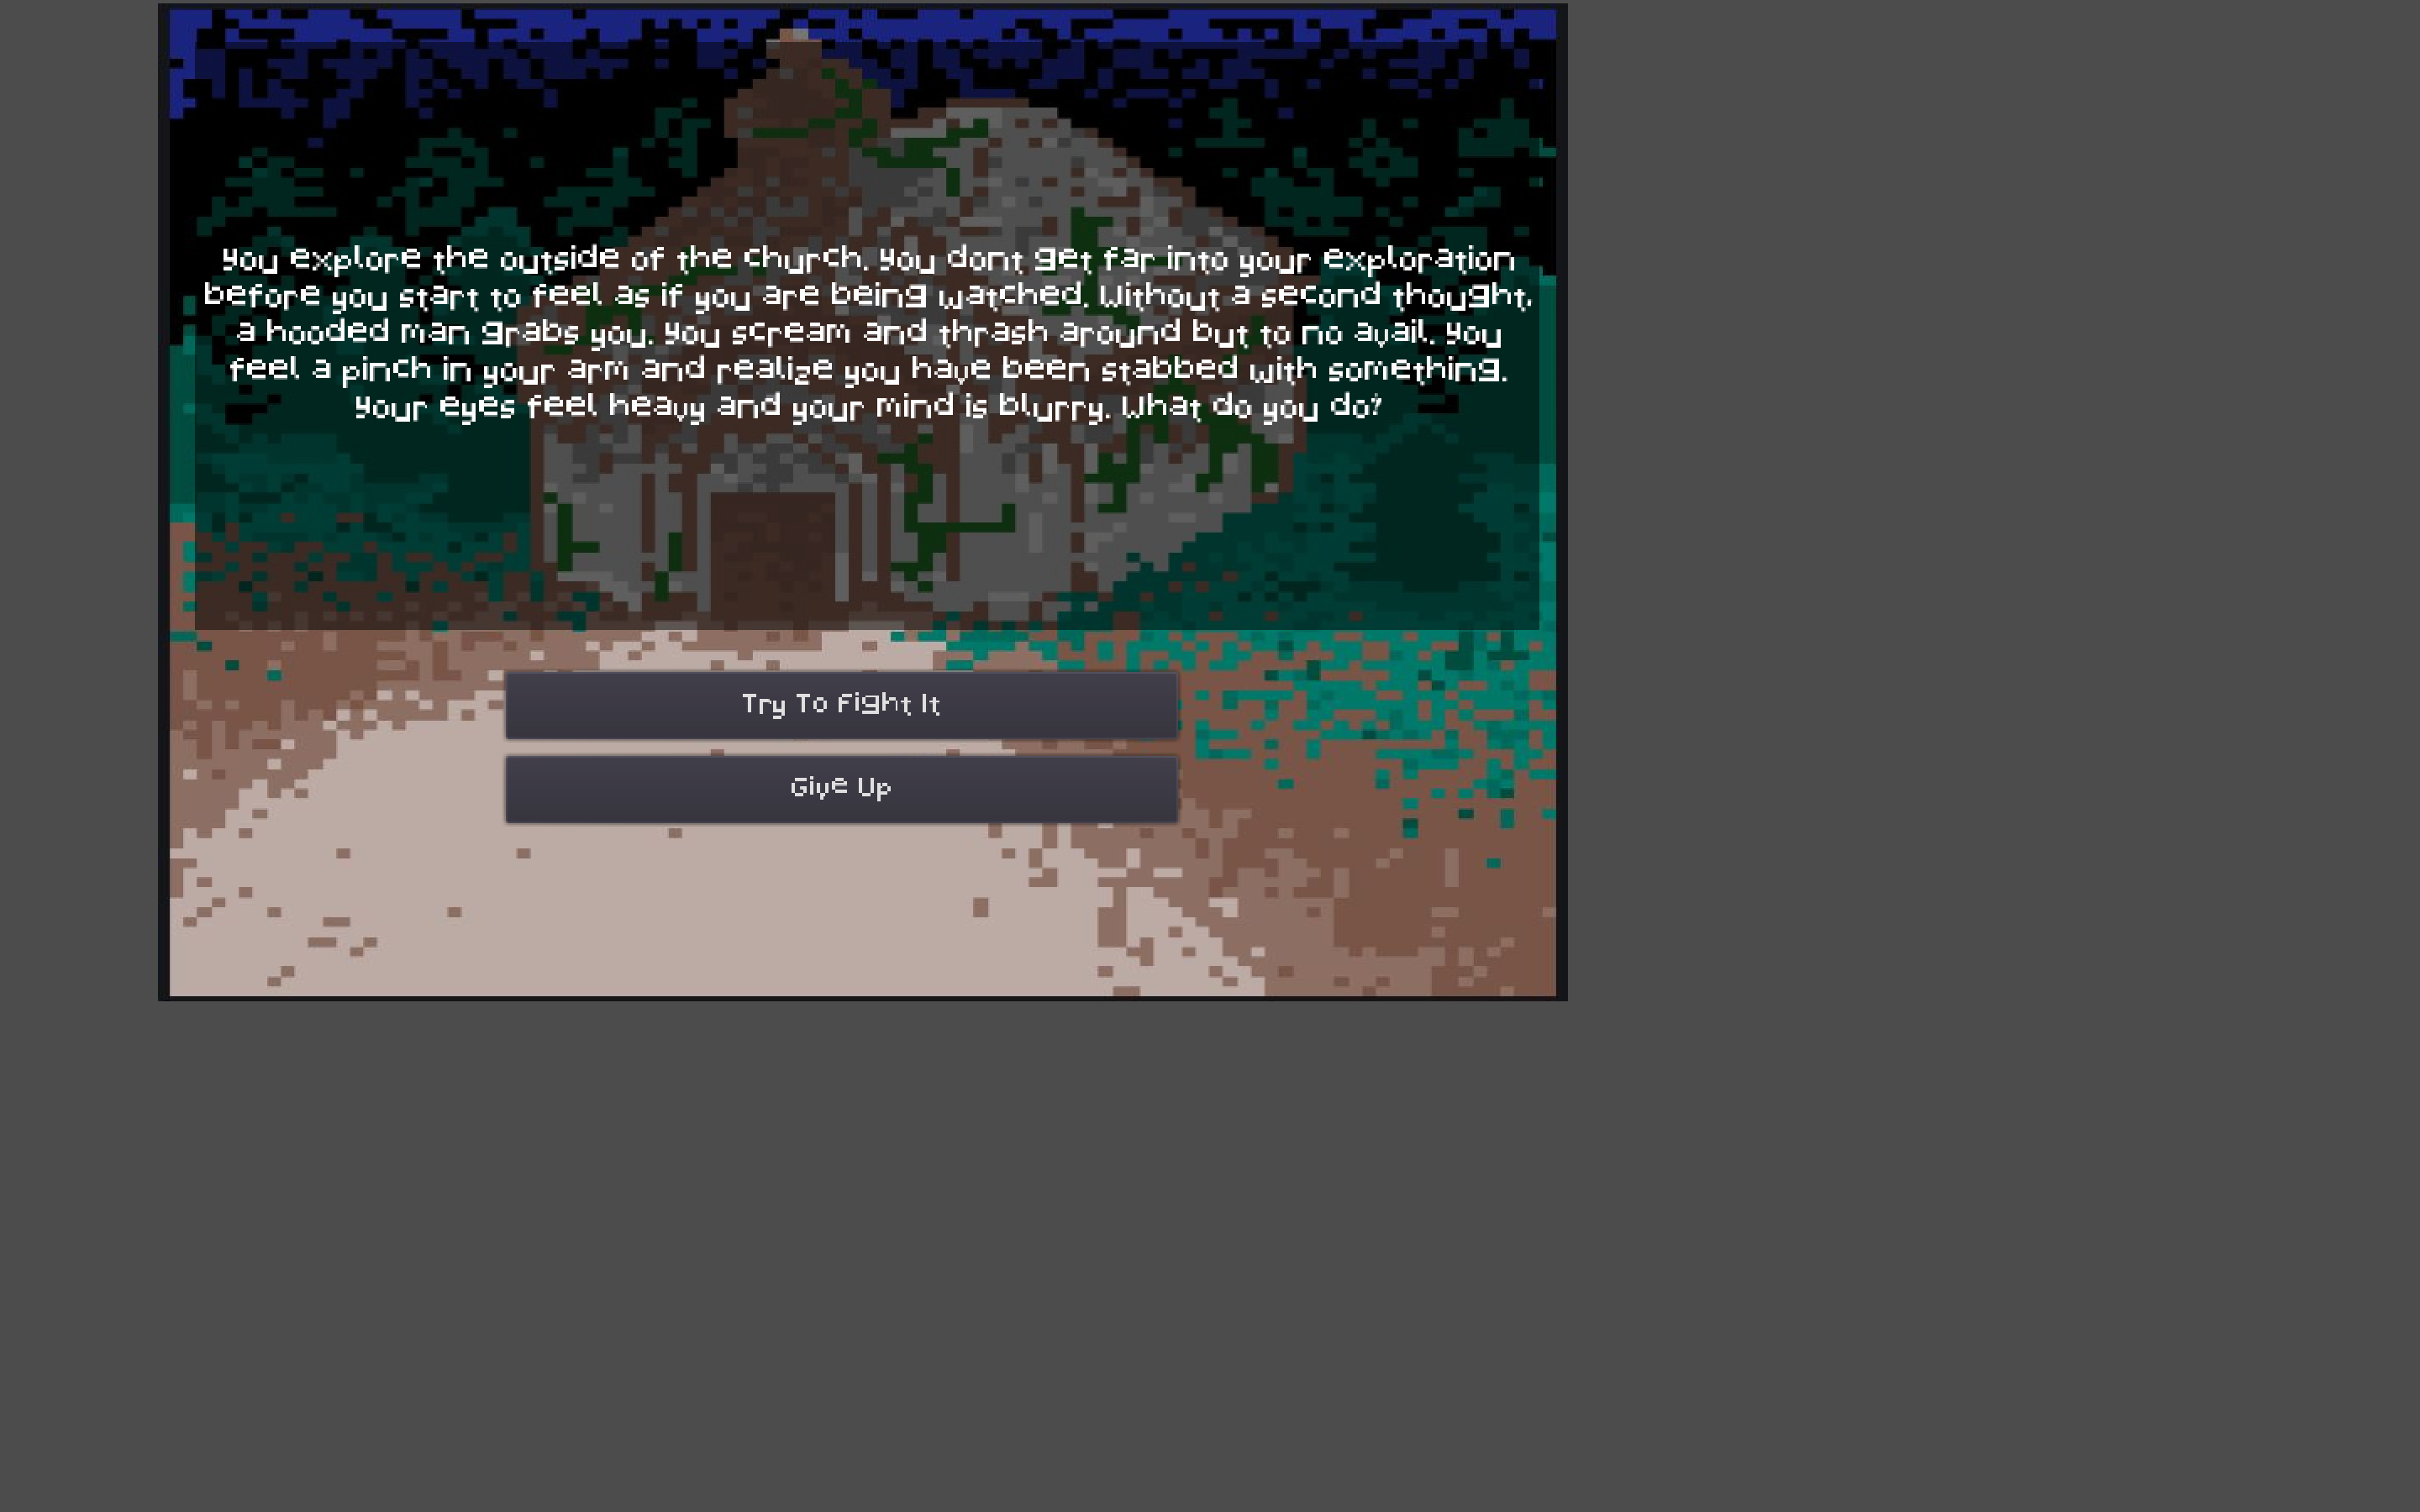 You explore the outside of the church. You dont get far into your exploration
before you start to feel as if you are being watched. Without a second thought,
a hooded man grabs you. You scream and thrash around but to no avail. You
feel a pinch in your arm and realize you have been stabbed with something.
Your eyes feel heavy and your mind is blurry. What do you do?
Try To Fight It
Give Up